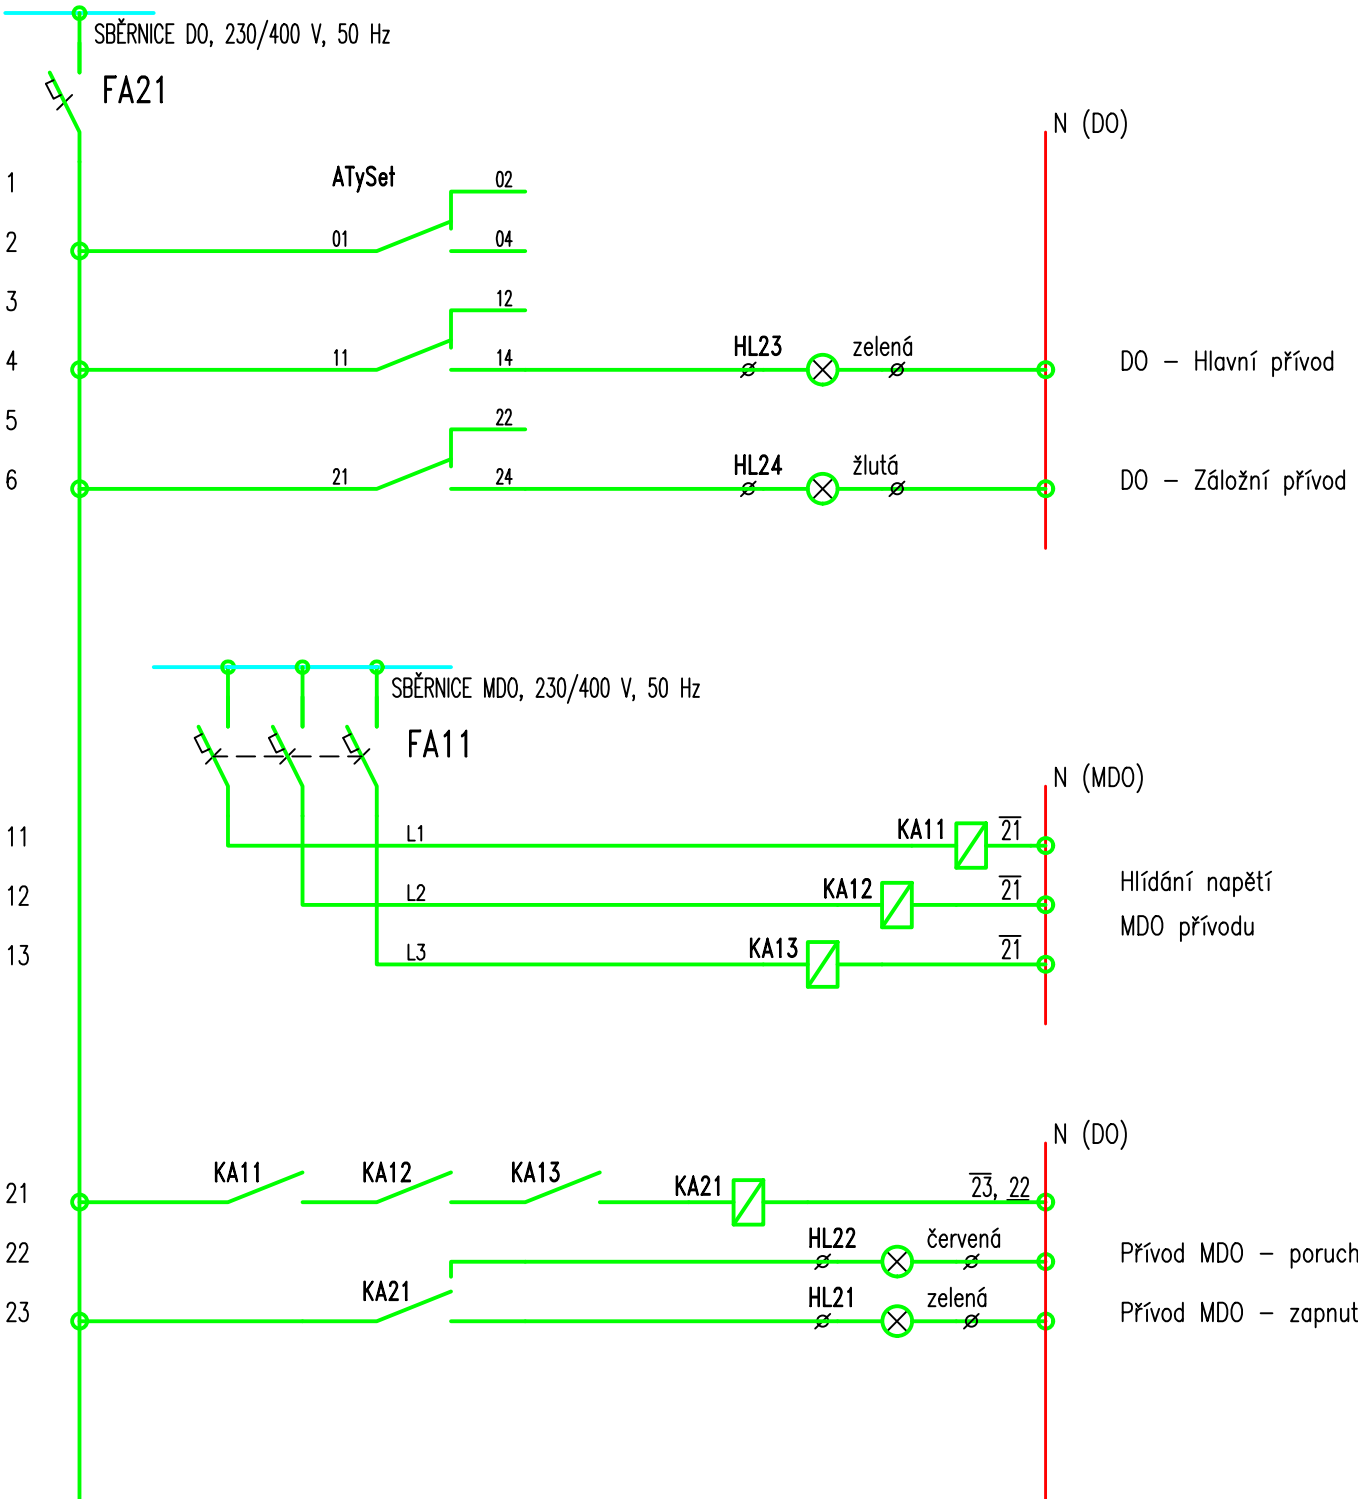 SBĚRNICE DO, 230/400 V, 50 Hz
FA21
N (DO)
1
ATySet
02
2
01
04
3
12
4
11
14
HL23
zelená
DO – Hlavní přívod
5
22
6
21
24
HL24
žlutá
DO – Záložní přívod
SBĚRNICE MDO, 230/400 V, 50 Hz
FA11
N (MDO)
11
L1
KA11
21
12
L2
KA12
21
Hlídání napětí
MDO přívodu
13
L3
KA13
21
N (DO)
21
KA11
KA12
KA13
KA21
23, 22
22
HL22
červená
Přívod MDO – poruch
23
KA21
HL21
zelená
Přívod MDO – zapnut